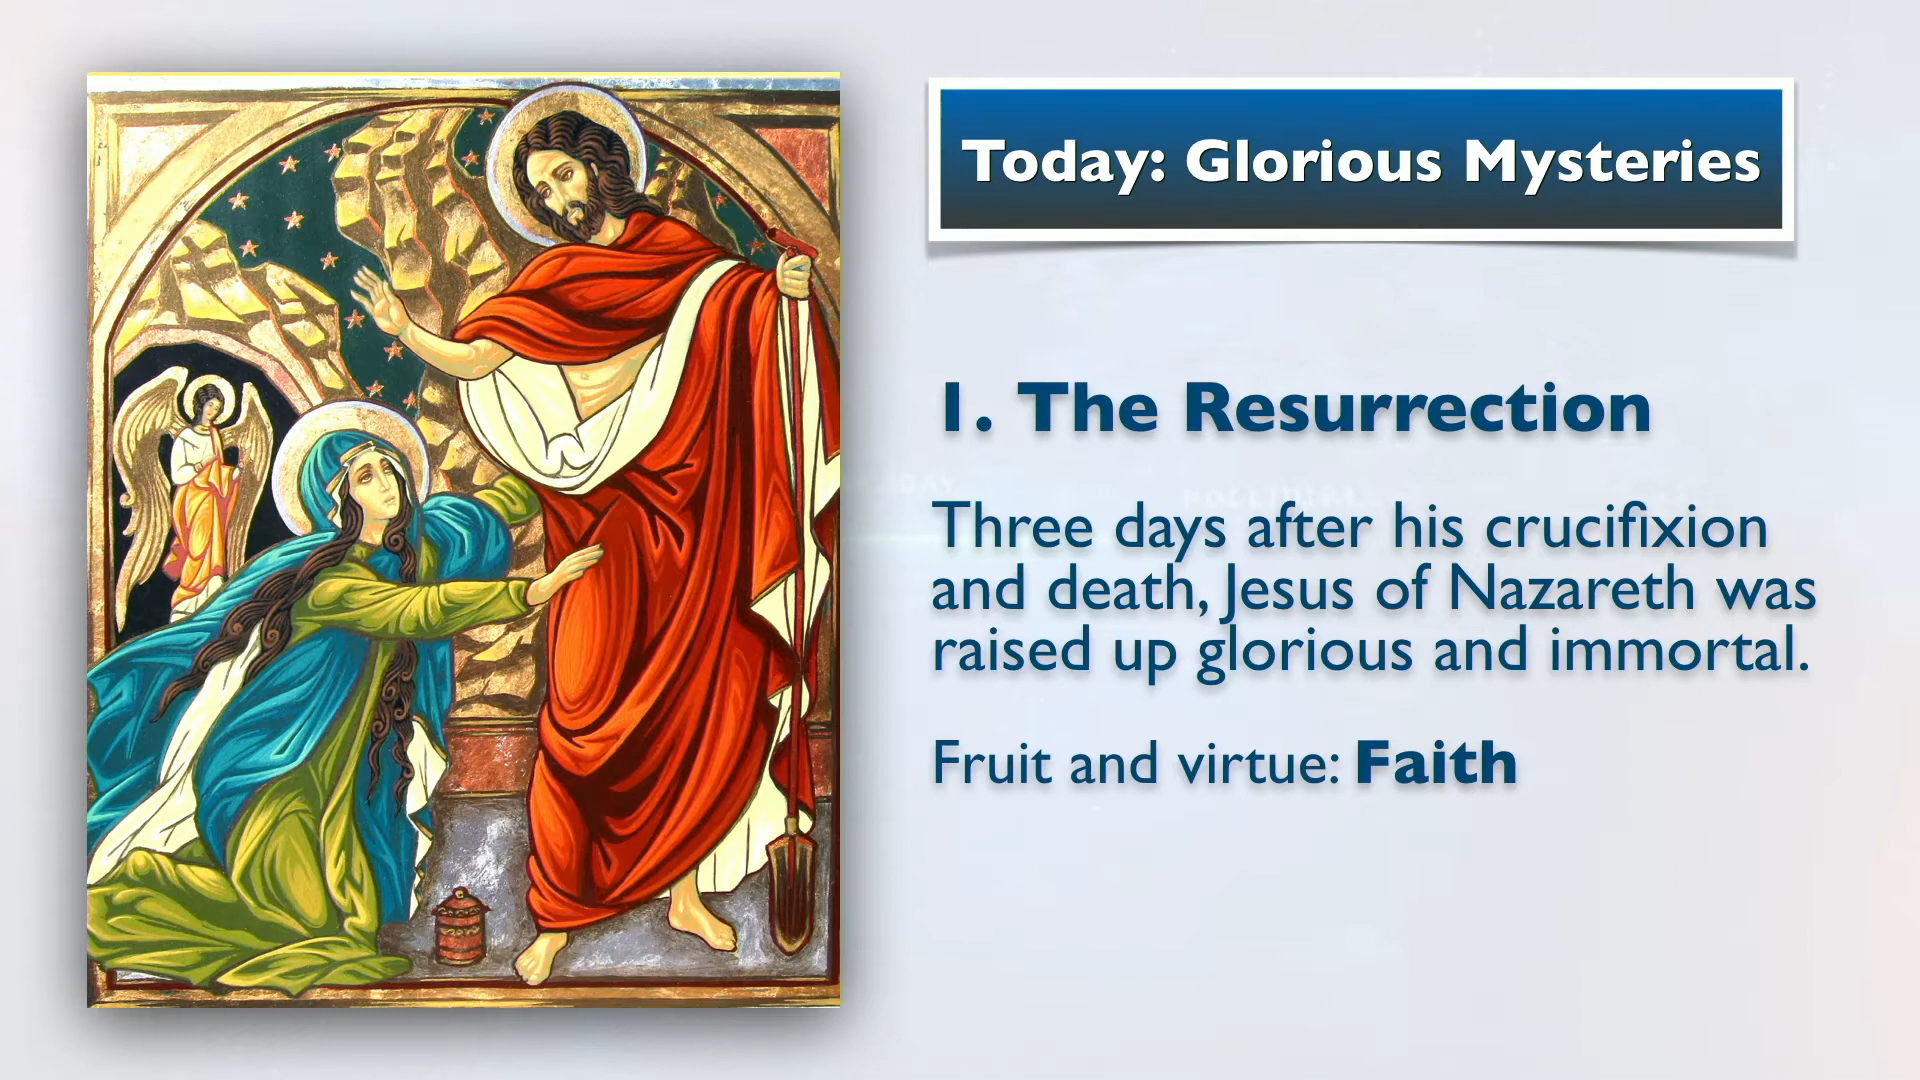 Today: Glorious Mysteries
1. The Resurrection
Three days after his crucifixion
and death, Jesus of Nazareth was
raised up glorious and immortal.
Fruit and virtue: Faith